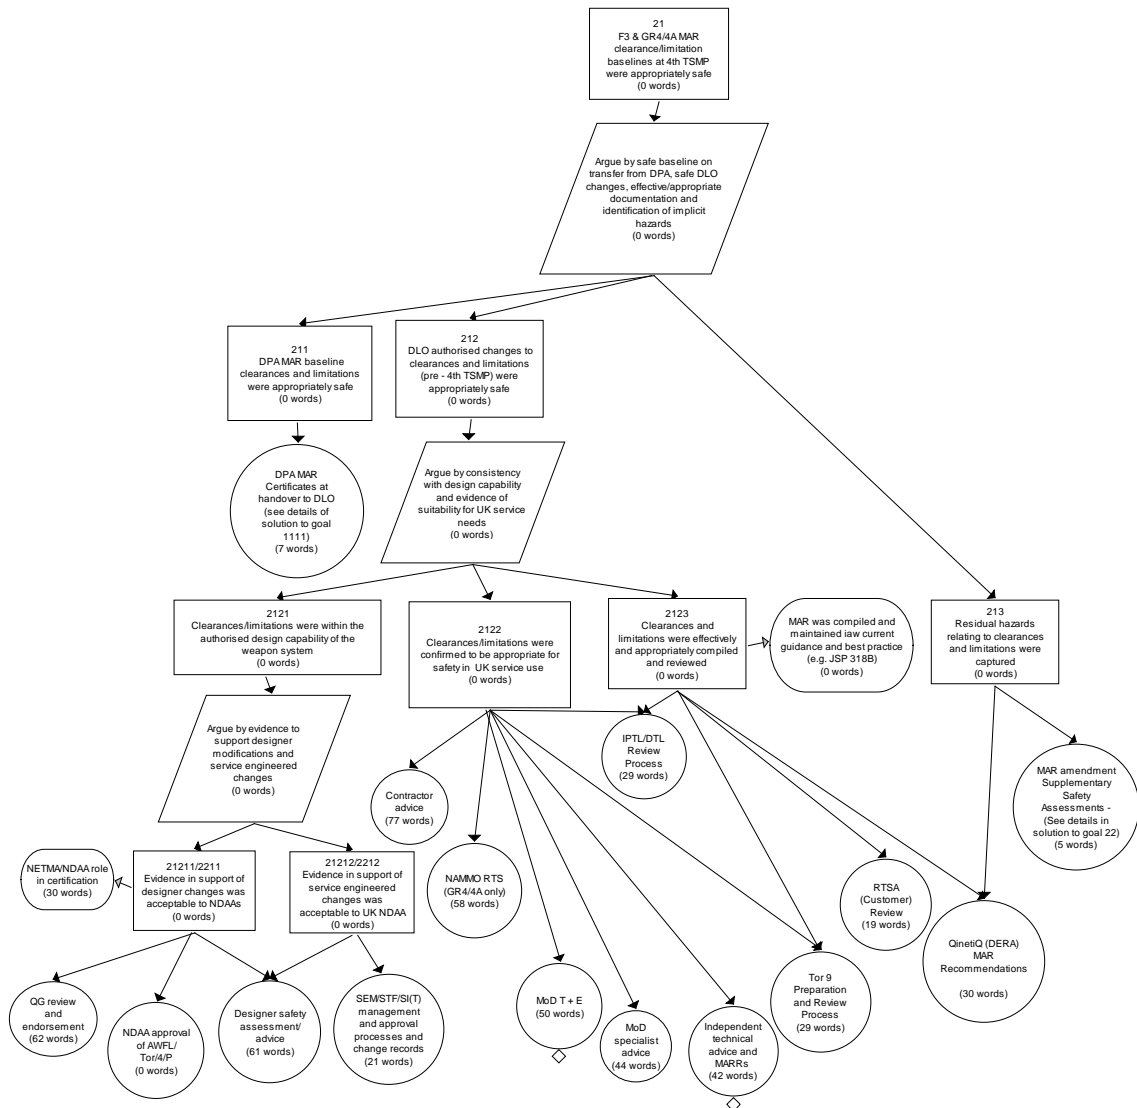 21
F3 & GR4/4A MAR
clearance/limitation
baselines at 4th TSMP
were appropriately safe
(0 words)
Argue by safe baseline on
transfer from DPA, safe DLO
changes, effective/appropriate
documentation and
identification of implicit
hazards
(0 words)
211
DPA MAR baseline
clearances and limitations
were appropriately safe
(0 words)
212
DLO authorised changes to
clearances and limitations
(pre - 4th TSMP) were
appropriately safe
(0 words)
DPA MAR
Certificates at
handover to DLO
(see details of
solution to goal
1111)
(7 words)
Argue by consistency
with design capability
and evidence of
suitability for UK service
needs
(0 words)
2121
Clearances/limitations were within the
authorised design capability of the
weapon system
(0 words)
2122
Clearances/limitations were
confirmed to be appropriate for
safety in UK service use
(0 words)
2123
Clearances and
limitations were effectively
and appropriately compiled
and reviewed
(0 words)
MAR was compiled and
maintained iaw current
guidance and best practice
(e.g. JSP 318B)
(0 words)
213
Residual hazards
relating to clearances
and limitations were
captured
(0 words)
Argue by evidence to
support designer
modifications and
service engineered
changes
(0 words)
IPTL/DTL
Review
Process
(29 words)
Contractor
advice
(77 words)
MAR amendment
Supplementary
Safety
Assessments -
(See details in
solution to goal 22)
(5 words)
NETMA/NDAA role
in certification
(30 words)
21211/2211
Evidence in support of
designer changes was
acceptable to NDAAs
(0 words)
21212/2212
Evidence in support of
service engineered
changes was
acceptable to UK NDAA
(0 words)
NAMMO RTS
(GR4/4A only)
(58 words)
RTSA
(Customer)
Review
(19 words)
QinetiQ (DERA)
MAR
Recommendations
(30 words)
QG review
and
endorsement
(62 words)
NDAA approval
of AWFL/
Tor/4/P
(0 words)
Designer safety
assessment/
advice
(61 words)
SEM/STF/SI(T)
management
and approval
processes and
change records
(21 words)
MoD T + E
(50 words)
MoD
specialist
advice
(44 words)
Independent
technical
advice and
MARRs
(42 words)
Tor 9
Preparation
and Review
Process
(29 words)